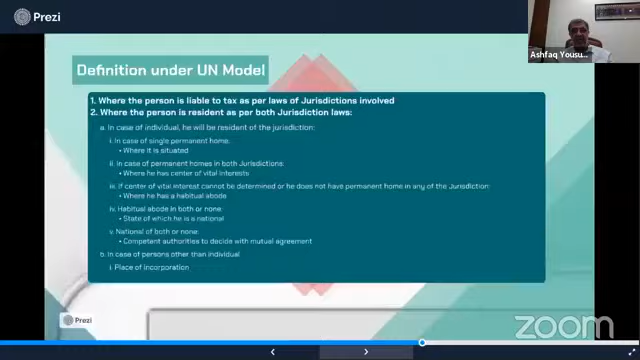 Prezi
Ashfaq Yousu...
Definition under UN Model
1. Where the person is liable to tax as per laws of Jurisdictions involved
2. Where the person is resident as per both Jurisdiction laws:
a. In case of individual, he will be resident of the jurisdiction:
i. In case of single permanent home:
• Where it is situated
ii. In case of permanent homes in both Jurisdictions:
• Where he has center of vital interests
iii. If center of vital interest cannot be determined or he does not have permanent home in any of the Jurisdiction:
• Where he has a habitual abode
iv. Habitual abode in both or none:
• State of which he is a national
v. National of both or none:
• Competent authorities to decide with mutual agreement
b. In case of persons other than individual
i. Place of incorporation
Prezi
zoom